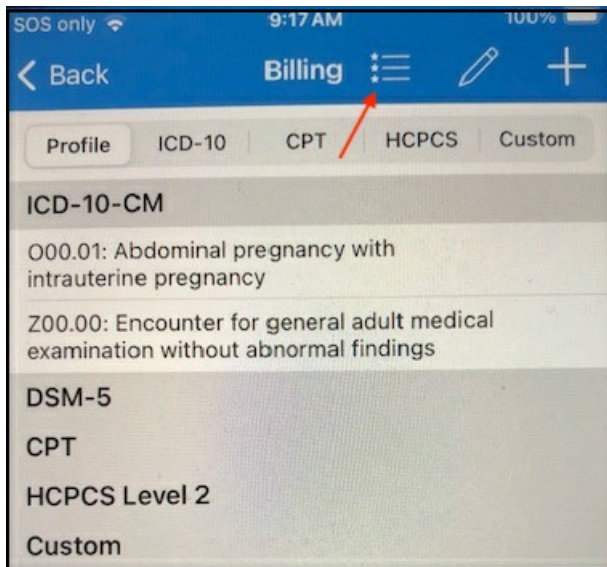 SOS only 9:17 AM 100%
Back Billing
Profile ICD-10 CPT HCPCS Custom
ICD-10-CM
O00.01: Abdominal pregnancy with
intrauterine pregnancy
Z00.00: Encounter for general adult medical
examination without abnormal findings
DSM-5
CPT
HCPCS Level 2
Custom